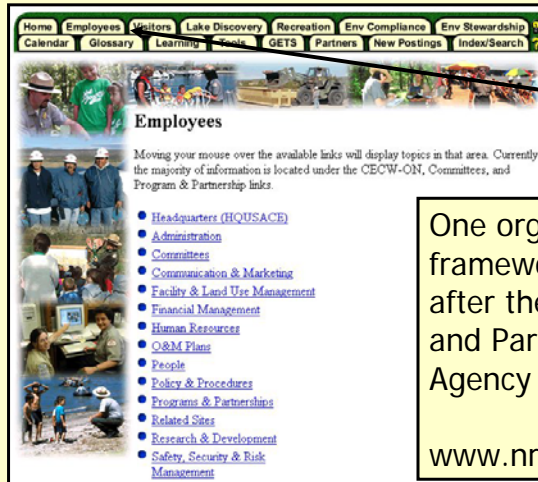 Home Employees Visitors Lake Discovery Recreation Env Compliance Env Stewardship
Calendar Glossary Learning Tools GETS Partners New Postings Index/Search
Employees
Moving your mouse over the available links will display topics in that area. Currently
the majority of information is located under the CECW-ON, Committees, and
Program & Partnership links.
Headquarters (HQUSACE)
Administration
Committees
Communication & Marketing
Facility & Land Use Management
Financial Management
Human Resources
O&M Plans
People
Policy & Procedures
Programs & Partnerships
Related Sites
Research & Development
Safety, Security & Risk
Management
One org
framewo
after the
and Par
Agency
www.nr